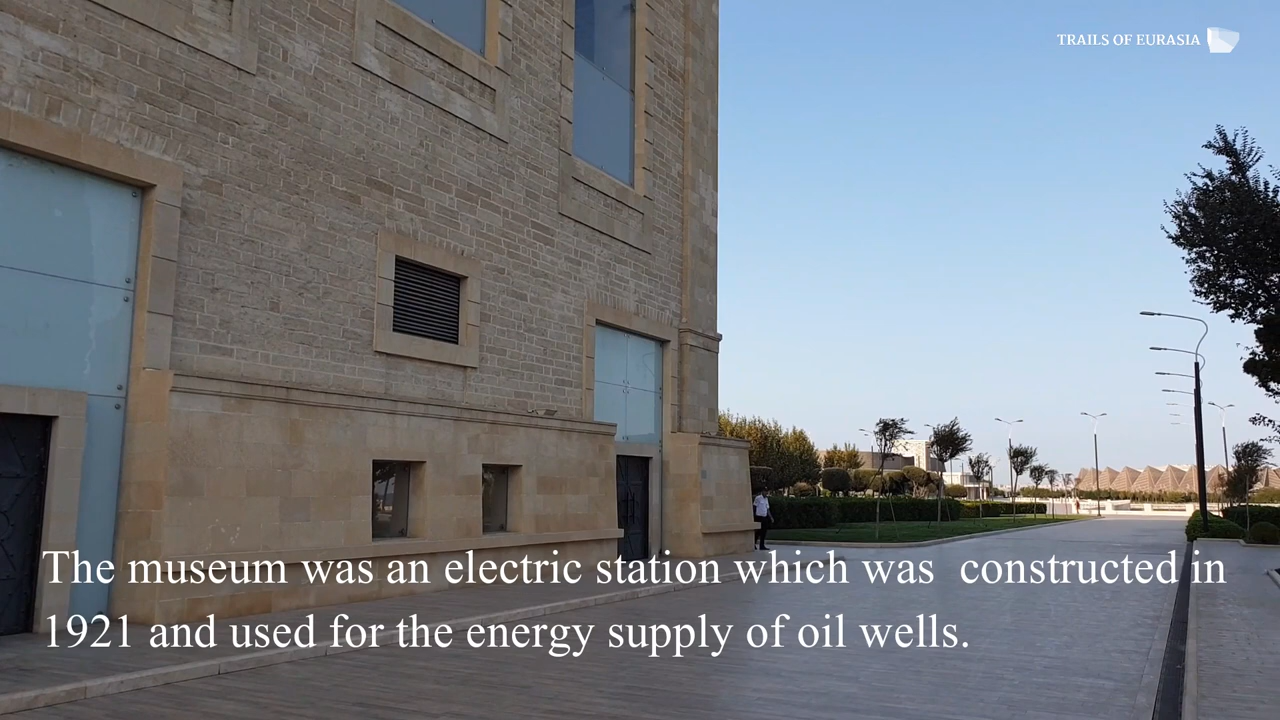 TRAILS OF EURASIA
The museum was an electric station which was  constructed in
1921 and used for the energy supply of oil wells.